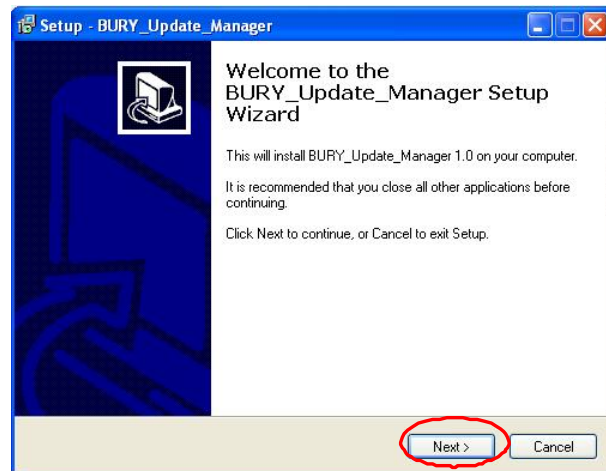 Setup - BURY_Update_Manager
Welcome to the
BURY_Update_Manager Setup
Wizard
This will install BURY_Update_Manager 1.0 on your computer.
It is recommended that you close all other applications before
continuing.
Click Next to continue, or Cancel to exit Setup.
Next >
Cancel